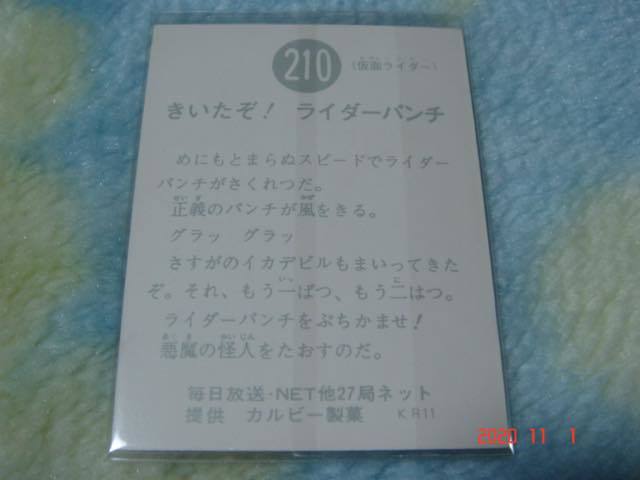 210
(仮面ライダー)
きいたぞ! ライダーパンチ
めにもとまらぬスピードでライダー
パンチがさくれつだ。
正義のパンチが風をきる。
グラッ グラッ
さすがのイカデビルもまいってきた
ぞ。それ、もう一ぱつ、もう二はつ。
ライダーパンチをぶちかませ!
悪魔の怪人をたおすのだ。
毎日放送・NET他27局ネット
提供 カルビー製菓 KR11
2020 11 1